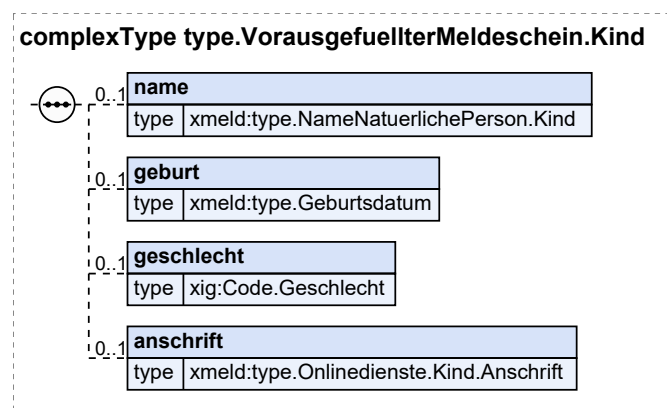 complexType type.VorausgefuellterMeldeschein.Kind
0..1 name
type xmeld:type.NameNatuerlichePerson.Kind
0..1 geburt
type xmeld:type.Geburtsdatum
0..1 geschlecht
type xig:Code.Geschlecht
0..1 anschrift
type xmeld:type.Onlinedienste.Kind.Anschrift